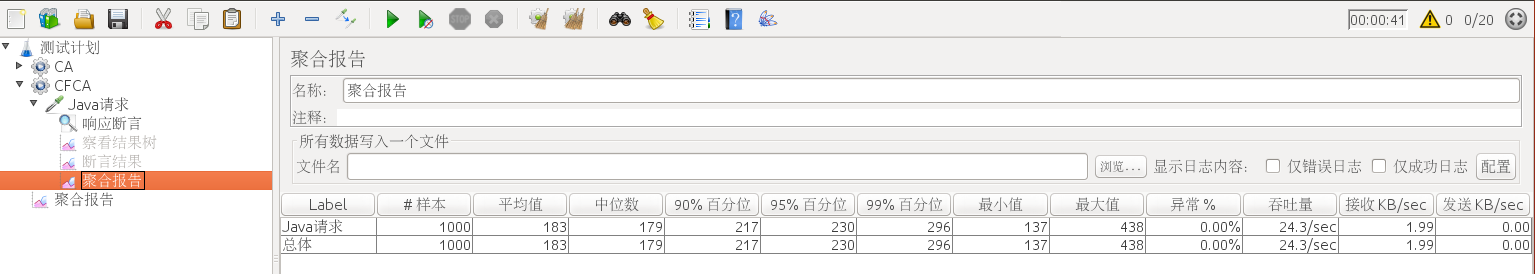 00:00:41 0 0/20
测试计划
CA
CFCA
Java请求
响应断言
察看结果树
断言结果
聚合报告
聚合报告
聚合报告
名称: 聚合报告
注释:
所有数据写入一个文件
文件名 浏览... 显示日志内容: 仅错误日志 仅成功日志 配置
Label # 样本 平均值 中位数 90% 百分位 95% 百分位 99% 百分位 最小值 最大值 异常 % 吞吐量 接收 KB/sec 发送 KB/sec
Java请求 1000 183 179 217 230 296 137 438 0.00% 24.3/sec 1.99 0.00
总体 1000 183 179 217 230 296 137 438 0.00% 24.3/sec 1.99 0.00